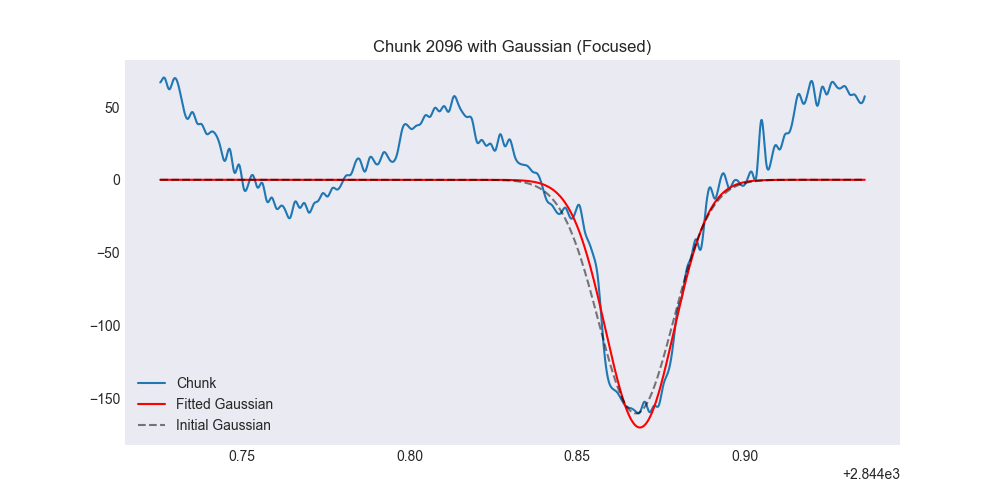 Chunk 2096 with Gaussian (Focused)
50
0
−50
−100
−150
Chunk
Fitted Gaussian
Initial Gaussian
0.75 0.80 0.85 0.90
+2.844e3